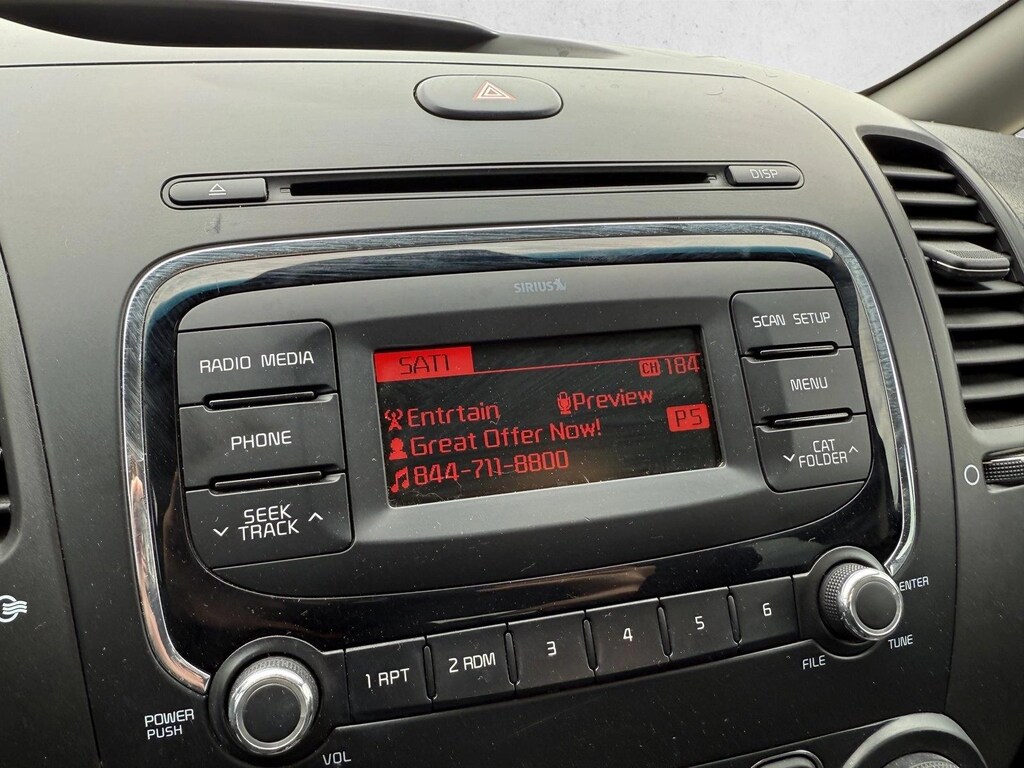 DISP
SIRIUS
RADIO MEDIA
PHONE
SEEK
TRACK
SAT1
CH 184
Entrtain Preview
Great Offer Now!
P5
844-711-8800
SCAN SETUP
MENU
CAT
FOLDER
1 RPT
2 RDM
3
4
5
6
POWER
PUSH
VOL
FILE
TUNE
ENTER